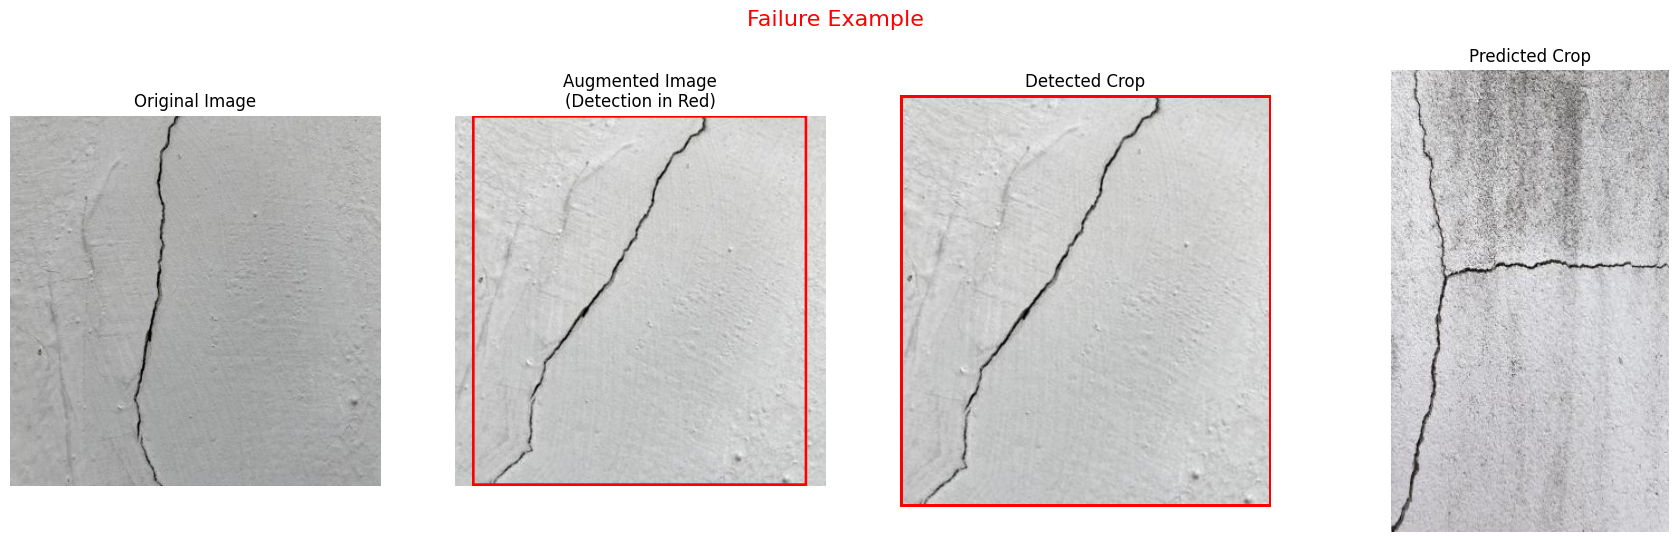 Failure Example
Original Image
Augmented Image
(Detection in Red)
Detected Crop
Predicted Crop